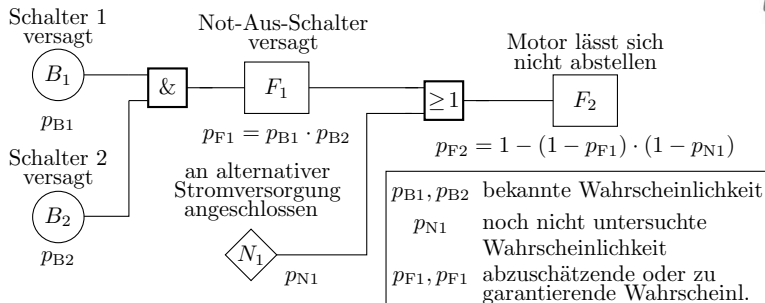 Schalter 1
versagt
B1
pB1
&
Not-Aus-Schalter
versagt
F1
pF1 = pB1 · pB2
≥1
Motor lässt sich
nicht abstellen
F2
pF2 = 1 − (1 − pF1) · (1 − pN1)
Schalter 2
versagt
B2
pB2
an alternativer
Stromversorgung
angeschlossen
N1
pN1
pB1, pB2 bekannte Wahrscheinlichkeit
pN1 noch nicht untersuchte
Wahrscheinlichkeit
pF1, pF1 abzuschätzende oder zu
garantierende Wahrscheinl.